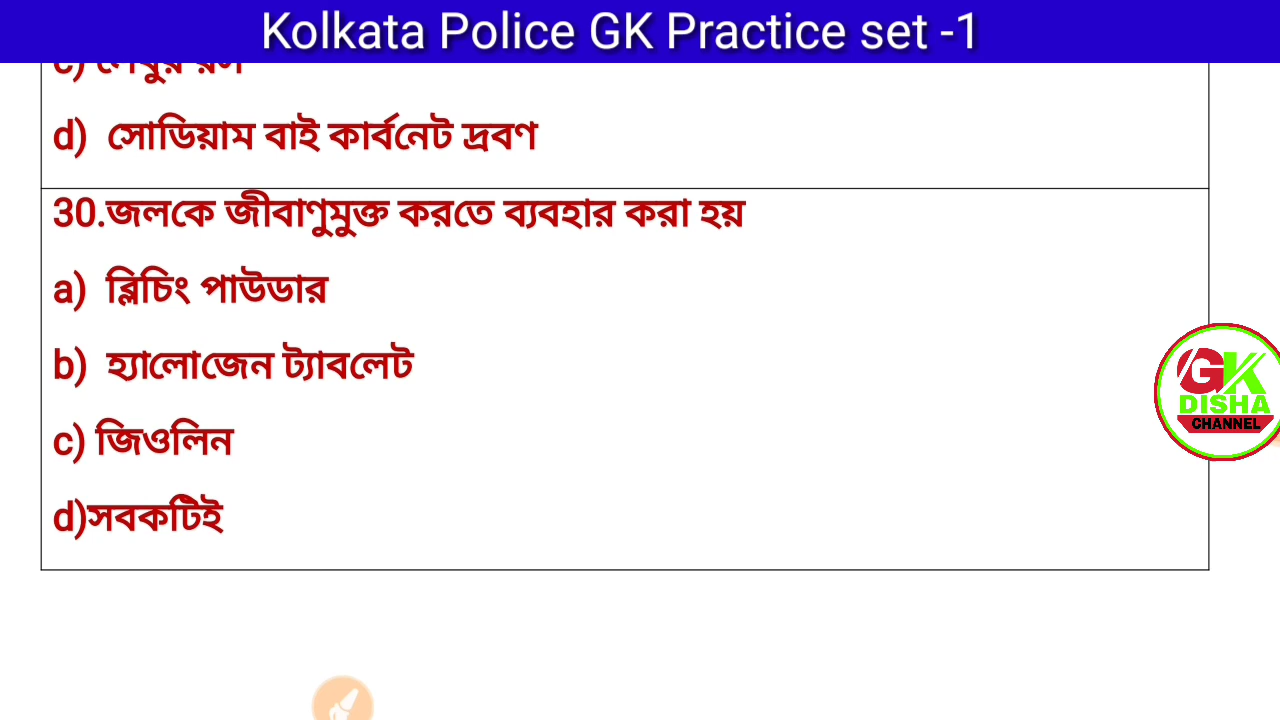 Kolkata Police GK Practice set -1
c) লেবুর রস
d) সোডিয়াম বাই কার্বনেট দ্রবণ
30.জলকে জীবাণুমুক্ত করতে ব্যবহার করা হয়
a) ব্লিচিং পাউডার
b) হ্যালোজেন ট্যাবলেট
c) জিওলিন
d)সবকটিই
GK
DISHA
CHANNEL